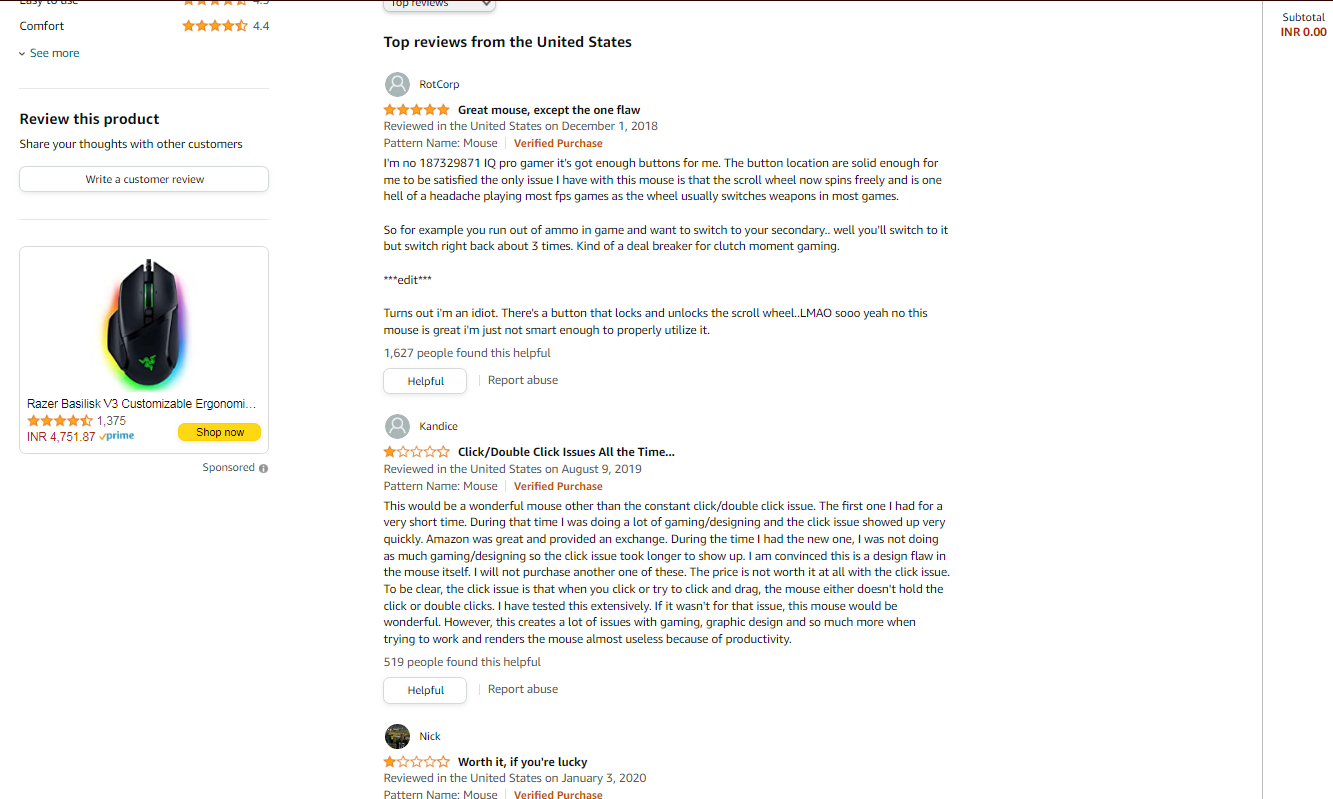 Easy to use 4.3
Comfort 4.4
See more
Review this product
Share your thoughts with other customers
Write a customer review
Razer Basilisk V3 Customizable Ergonomi...
1,375
INR 4,751.87 prime
Shop now
Sponsored
Top reviews
Top reviews from the United States
RotCorp
Great mouse, except the one flaw
Reviewed in the United States on December 1, 2018
Pattern Name: Mouse | Verified Purchase
I'm no 187329871 IQ pro gamer it's got enough buttons for me. The button location are solid enough for
me to be satisfied the only issue I have with this mouse is that the scroll wheel now spins freely and is one
hell of a headache playing most fps games as the wheel usually switches weapons in most games.
So for example you run out of ammo in game and want to switch to your secondary.. well you'll switch to it
but switch right back about 3 times. Kind of a deal breaker for clutch moment gaming.
***edit***
Turns out i'm an idiot. There's a button that locks and unlocks the scroll wheel..LMAO sooo yeah no this
mouse is great i'm just not smart enough to properly utilize it.
1,627 people found this helpful
Helpful | Report abuse
Kandice
Click/Double Click Issues All the Time...
Reviewed in the United States on August 9, 2019
Pattern Name: Mouse | Verified Purchase
This would be a wonderful mouse other than the constant click/double click issue. The first one I had for a
very short time. During that time I was doing a lot of gaming/designing and the click issue showed up very
quickly. Amazon was great and provided an exchange. During the time I had the new one, I was not doing
as much gaming/designing so the click issue took longer to show up. I am convinced this is a design flaw in
the mouse itself. I will not purchase another one of these. The price is not worth it at all with the click issue.
To be clear, the click issue is that when you click or try to click and drag, the mouse either doesn't hold the
click or double clicks. I have tested this extensively. If it wasn't for that issue, this mouse would be
wonderful. However, this creates a lot of issues with gaming, graphic design and so much more when
trying to work and renders the mouse almost useless because of productivity.
519 people found this helpful
Helpful | Report abuse
Nick
Worth it, if you're lucky
Reviewed in the United States on January 3, 2020
Pattern Name: Mouse | Verified Purchase
Subtotal
INR 0.00